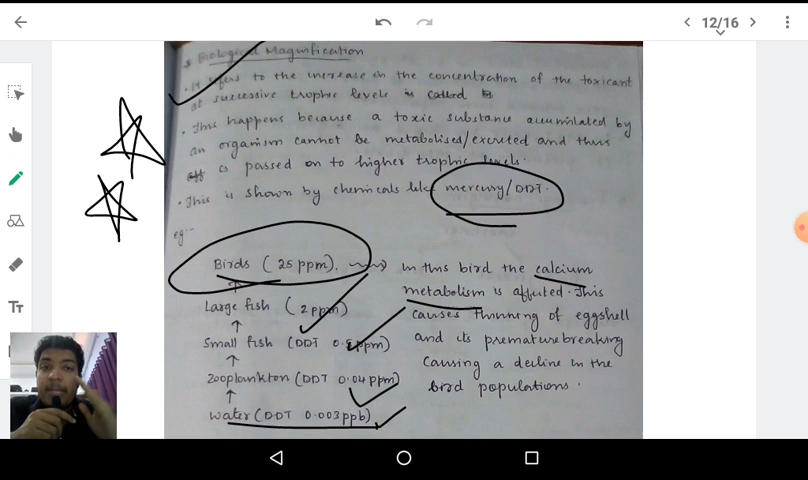 12/16
Biological Magnification
. It refers to the increase in the concentration of the toxicant
at successive trophic levels is called
. This happens because a toxic substance accumulated by
an organism cannot be metabolised/excreted and thus
is passed on to higher trophic levels.
. This is shown by chemicals like mercury/DDT.
eg:-
Birds (25 ppm).
Large fish (2 ppm)
Small fish (DDT 0. ppm)
Zooplankton (DDT 0.04 ppm)
Water (DDT 0.003 ppb)
in this bird the calcium
metabolism is affected. This
causes thinning of eggshell
and its premature breaking
causing a decline in the
bird populations.
Tт